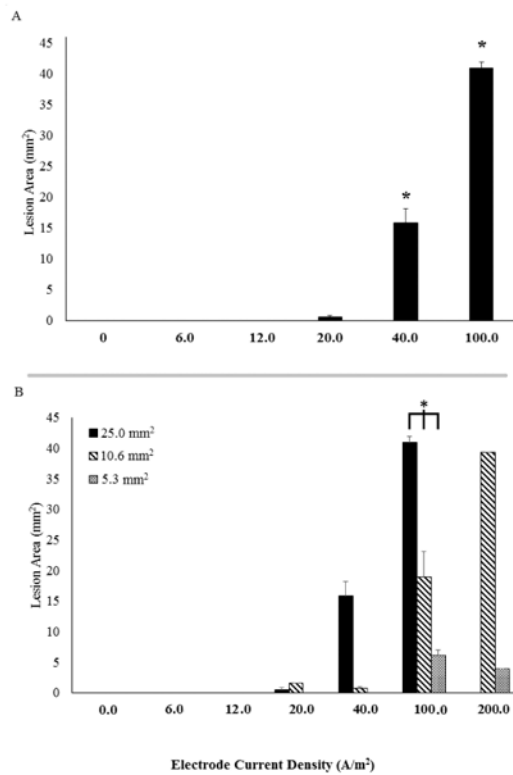 A
Lesion Area (mm²)
45
40
35
30
25
20
15
10
5
0
*
*
0 6.0 12.0 20.0 40.0 100.0
B
Lesion Area (mm²)
45
40
35
30
25
20
15
10
5
0
25.0 mm²
10.6 mm²
5.3 mm²
*
0.0 6.0 12.0 20.0 40.0 100.0 200.0
Electrode Current Density (A/m²)